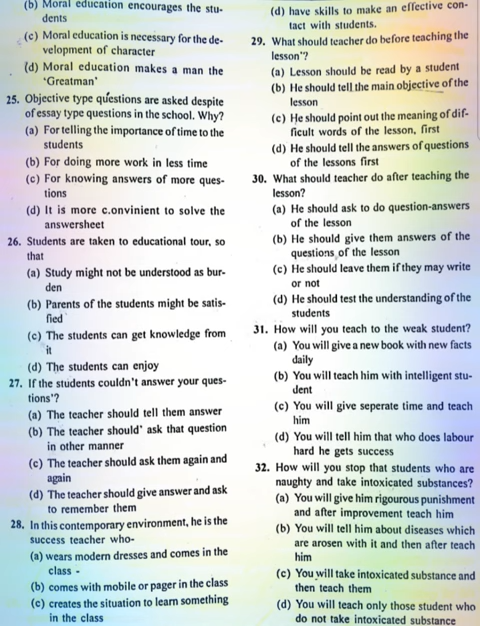 (b) Moral education encourages the stu-
dents
(c) Moral education is necessary for the de-
velopment of character
(d) Moral education makes a man the
'Greatman'
25. Objective type questions are asked despite
of essay type questions in the school. Why?
(a) For telling the importance of time to the
students
(b) For doing more work in less time
(c) For knowing answers of more ques-
tions
(d) It is more c.onvinient to solve the
answersheet
26. Students are taken to educational tour, so
that
(a) Study might not be understood as bur-
den
(b) Parents of the students might be satis-
fied
(c) The students can get knowledge from
it
(d) The students can enjoy
27. If the students couldn't answer your ques-
tions'?
(a) The teacher should tell them answer
(b) The teacher should' ask that question
in other manner
(c) The teacher should ask them again and
again
(d) The teacher should give answer and ask
to remember them
28. In this contemporary environment, he is the
success teacher who-
(a) wears modern dresses and comes in the
class -
(b) comes with mobile or pager in the class
(c) creates the situation to learn something
in the class
(d) have skills to make an effective con-
tact with students.
29. What should teacher do before teaching the
lesson'?
(a) Lesson should be read by a student
(b) He should tell the main objective of the
lesson
(c) He should point out the meaning of dif-
ficult words of the lesson, first
(d) He should tell the answers of questions
of the lessons first
30. What should teacher do after teaching the
lesson?
(a) He should ask to do question-answers
of the lesson
(b) He should give them answers of the
questions of the lesson
(c) He should leave them if they may write
or not
(d) He should test the understanding of the
students
31. How will you teach to the weak student?
(a) You will give a new book with new facts
daily
(b) You will teach him with intelligent stu-
dent
(c) You will give seperate time and teach
him
(d) You will tell him that who does labour
hard he gets success
32. How will you stop that students who are
naughty and take intoxicated substances?
(a) You will give him rigourous punishment
and after improvement teach him
(b) You will tell him about diseases which
are arosen with it and then after teach
him
(c) You will take intoxicated substance and
then teach them
(d) You will teach only those student who
do not take intoxicated substance